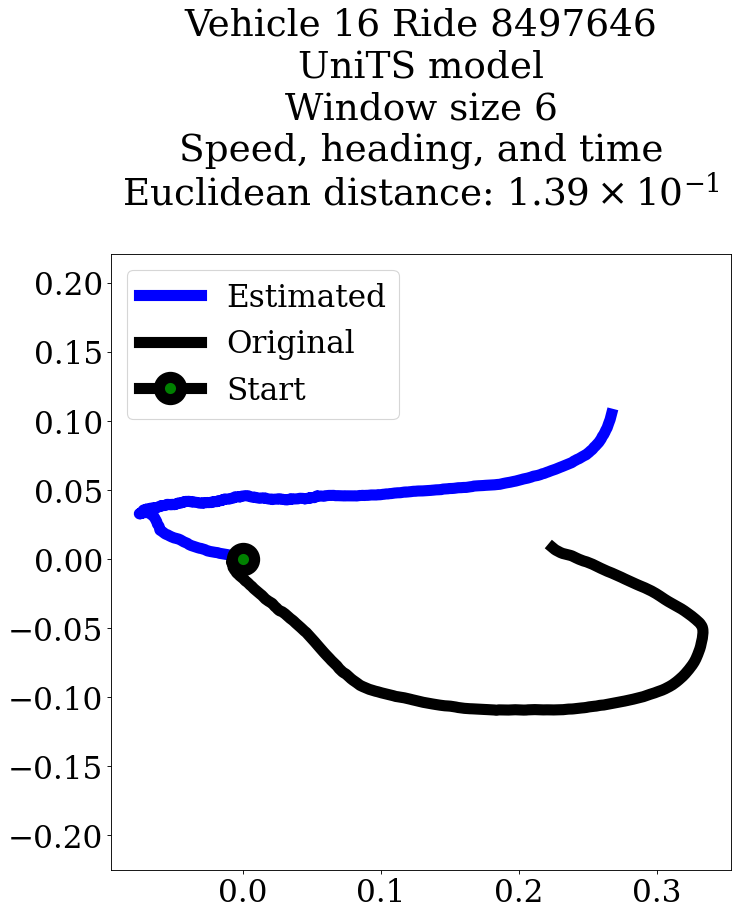 Vehicle 16 Ride 8497646
UniTS model
Window size 6
Speed, heading, and time
Euclidean distance: 1.39 × 10⁻¹
Estimated
Original
Start
0.20
0.15
0.10
0.05
0.00
−0.05
−0.10
−0.15
−0.20
0.0 0.1 0.2 0.3